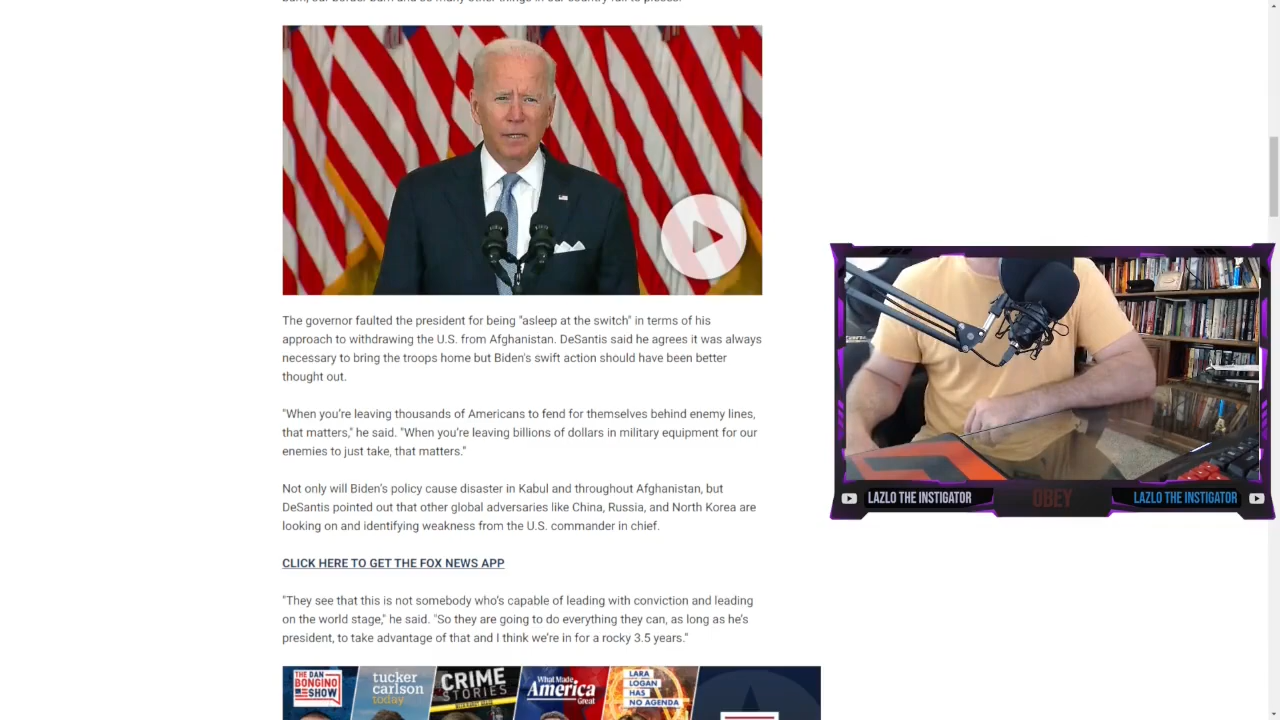 The governor faulted the president for being "asleep at the switch" in terms of his
approach to withdrawing the U.S. from Afghanistan. DeSantis said he agrees it was always
necessary to bring the troops home but Biden's swift action should have been better
thought out.
"When you're leaving thousands of Americans to fend for themselves behind enemy lines,
that matters," he said. "When you're leaving billions of dollars in military equipment for our
enemies to just take, that matters."
Not only will Biden's policy cause disaster in Kabul and throughout Afghanistan, but
DeSantis pointed out that other global adversaries like China, Russia, and North Korea are
looking on and identifying weakness from the U.S. commander in chief.
CLICK HERE TO GET THE FOX NEWS APP
"They see that this is not somebody who's capable of leading with conviction and leading
on the world stage," he said. "So they are going to do everything they can, as long as he's
president, to take advantage of that and I think we're in for a rocky 3.5 years."
THE DAN
BONGINO
SHOW
tucker
carlson
today
CRIME
STORIES
What Made
America
Great
LARA
LOGAN
HAS
NO AGENDA
LAZLO THE INSTIGATOR
OBEY
LAZLO THE INSTIGATOR